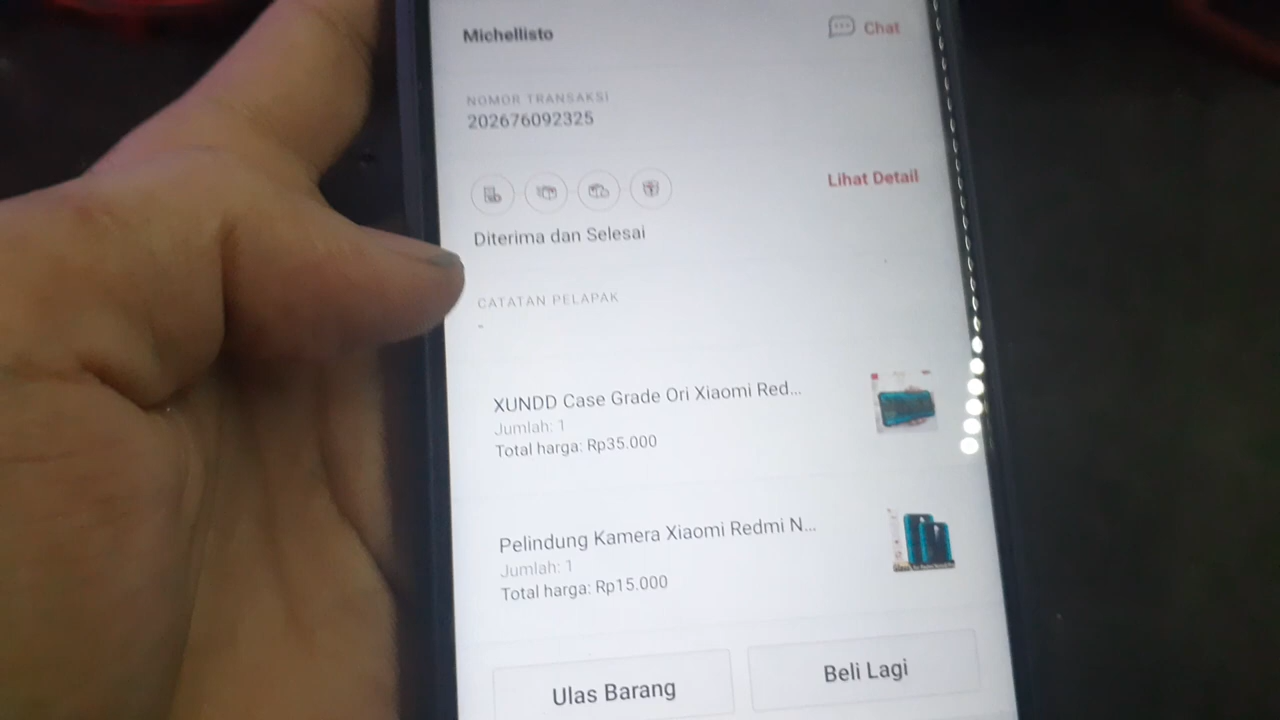 Michellisto
Chat
NOMOR TRANSAKSI
202676092325
Lihat Detail
Diterima dan Selesai
CATATAN PELAPAK
-
XUNDD Case Grade Ori Xiaomi Red...
Jumlah: 1
Total harga: Rp35.000
Pelindung Kamera Xiaomi Redmi N...
Jumlah: 1
Total harga: Rp15.000
Ulas Barang
Beli Lagi